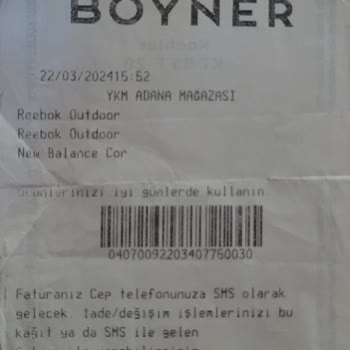 BOYNER
22/03/202415:52
YKM ADANA MAĞAZASI
Reebok Outdoor
Reebok Outdoor
New Balance Cor
Ürünlerinizi iyi günlerde kullanın
04070092203407750030
Faturanız Cep telefonunuza SMS olarak
gelecek. İade/değişim işlemlerinizi bu
kağıt ya da SMS ile gelen